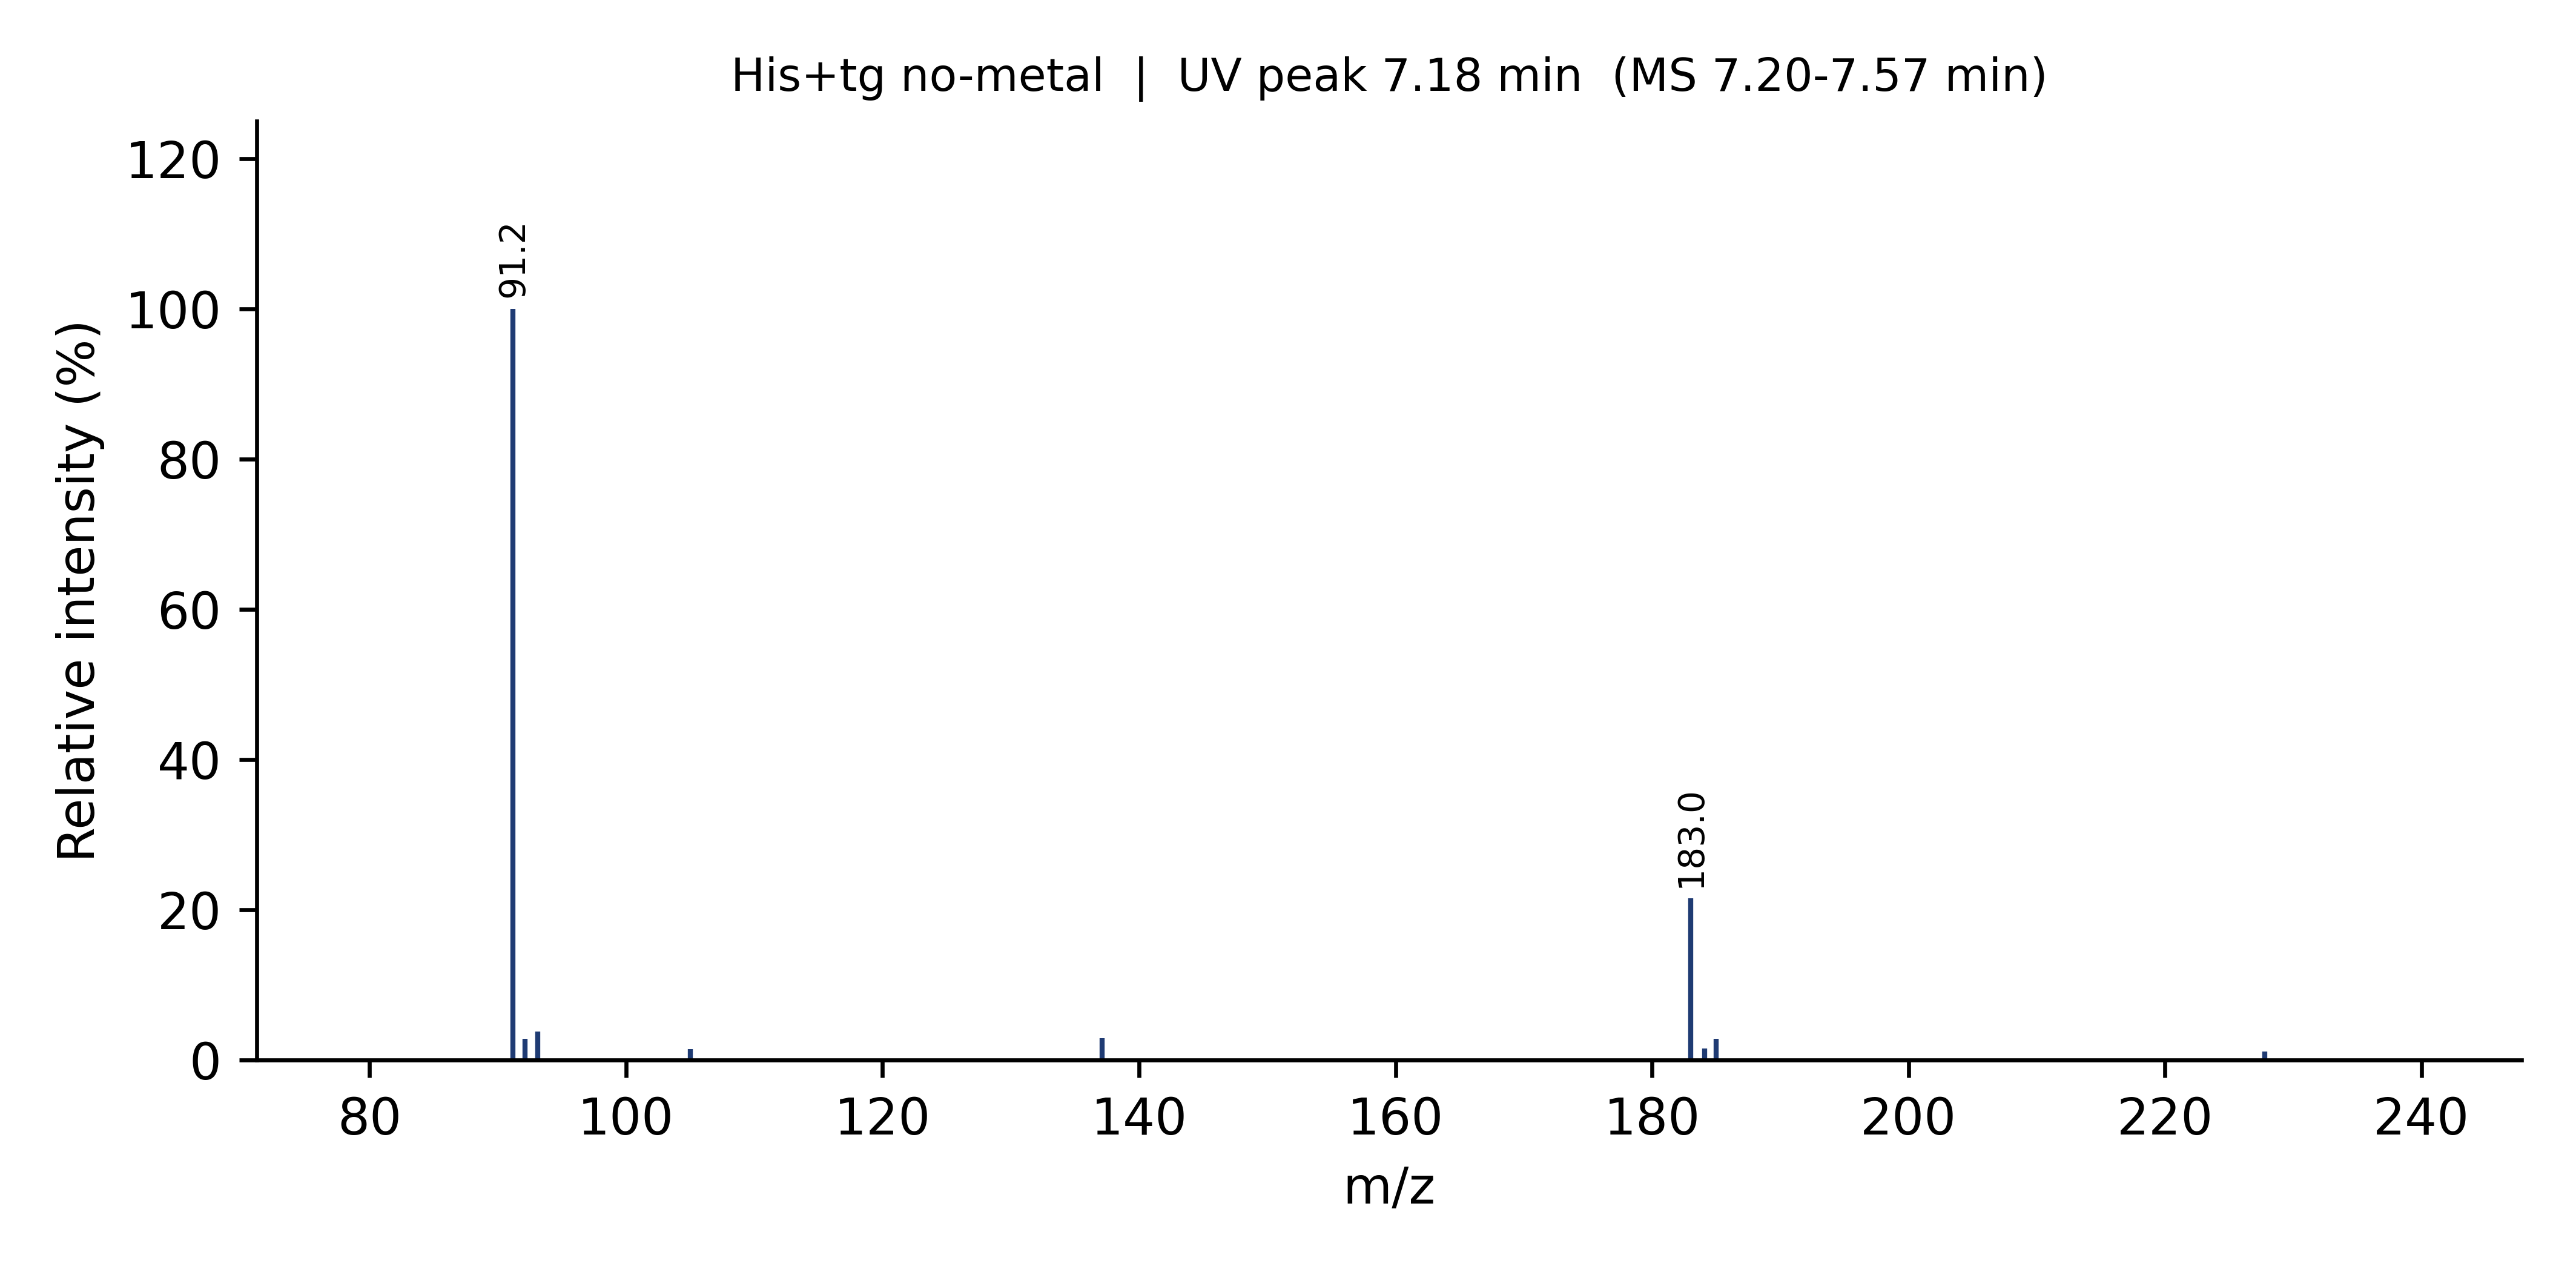 His+tg no-metal | UV peak 7.18 min (MS 7.20-7.57 min)
Relative intensity (%)
120
100
80
60
40
20
0
91.2
183.0
80 100 120 140 160 180 200 220 240
m/z